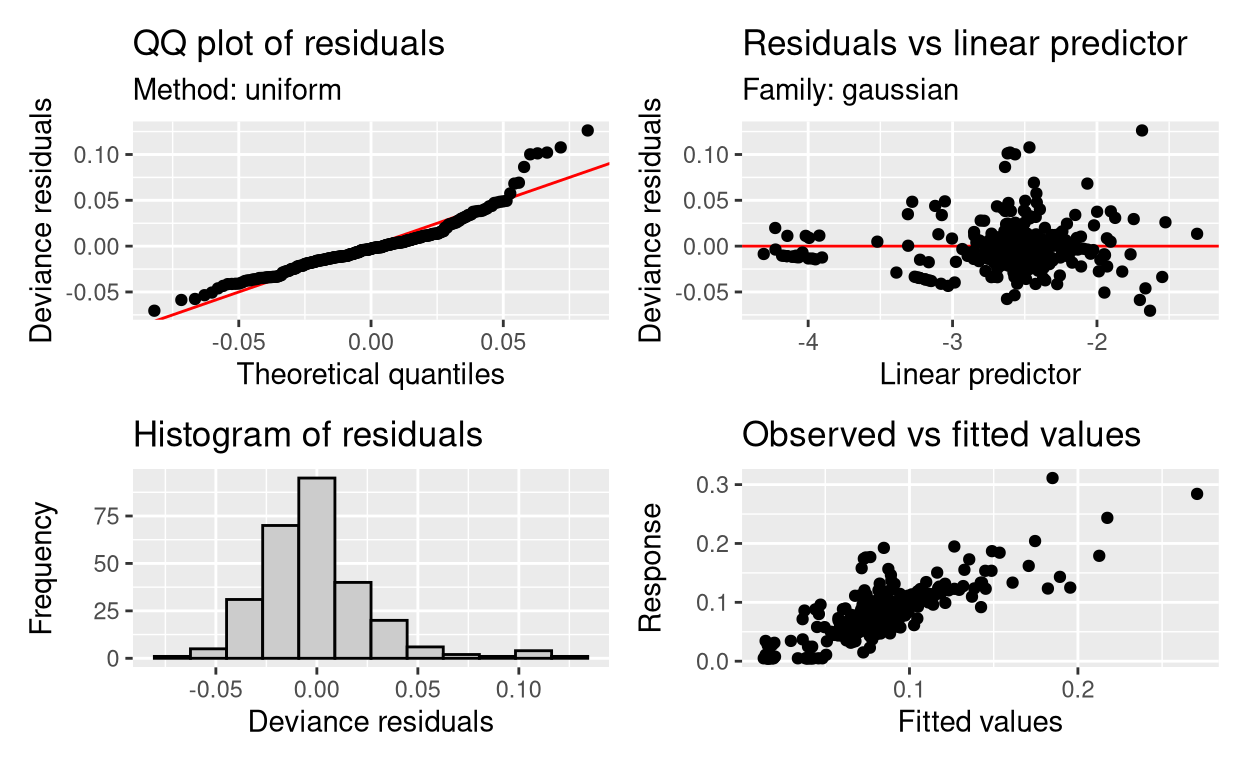 QQ plot of residuals
Method: uniform
Deviance residuals
0.10
0.05
0.00
-0.05
-0.05
0.00
0.05
Theoretical quantiles
Residuals vs linear predictor
Family: gaussian
Deviance residuals
0.10
0.05
0.00
-0.05
-4
-3
-2
Linear predictor
Histogram of residuals
Frequency
75
50
25
0
-0.05
0.00
0.05
0.10
Deviance residuals
Observed vs fitted values
Response
0.3
0.2
0.1
0.0
0.1
0.2
Fitted values